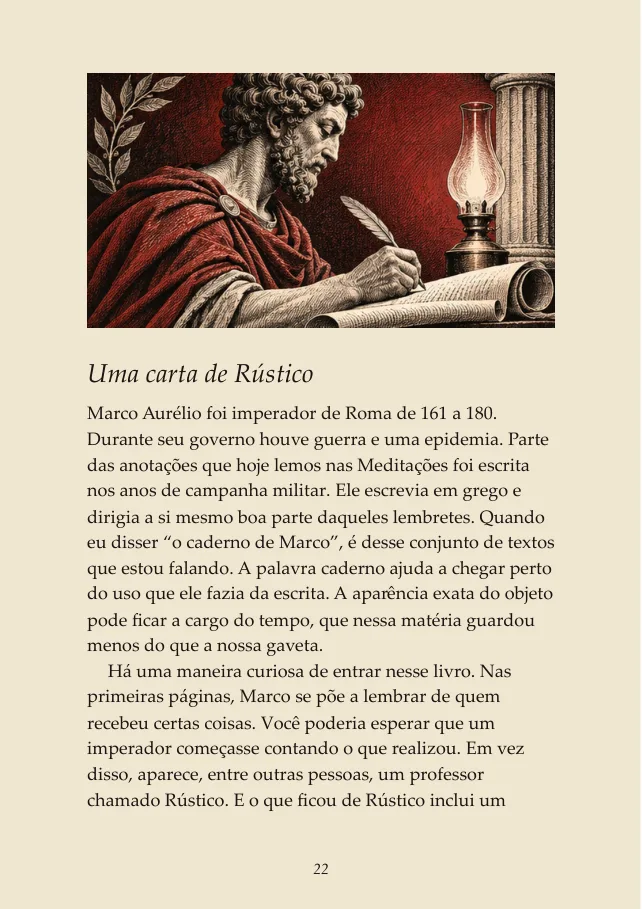 Uma carta de Rústico
Marco Aurélio foi imperador de Roma de 161 a 180.
Durante seu governo houve guerra e uma epidemia. Parte
das anotações que hoje lemos nas Meditações foi escrita
nos anos de campanha militar. Ele escrevia em grego e
dirigia a si mesmo boa parte daqueles lembretes. Quando
eu disser “o caderno de Marco”, é desse conjunto de textos
que estou falando. A palavra caderno ajuda a chegar perto
do uso que ele fazia da escrita. A aparência exata do objeto
pode ficar a cargo do tempo, que nessa matéria guardou
menos do que a nossa gaveta.
Há uma maneira curiosa de entrar nesse livro. Nas
primeiras páginas, Marco se põe a lembrar de quem
recebeu certas coisas. Você poderia esperar que um
imperador começasse contando o que realizou. Em vez
disso, aparece, entre outras pessoas, um professor
chamado Rústico. E o que ficou de Rústico inclui um
22